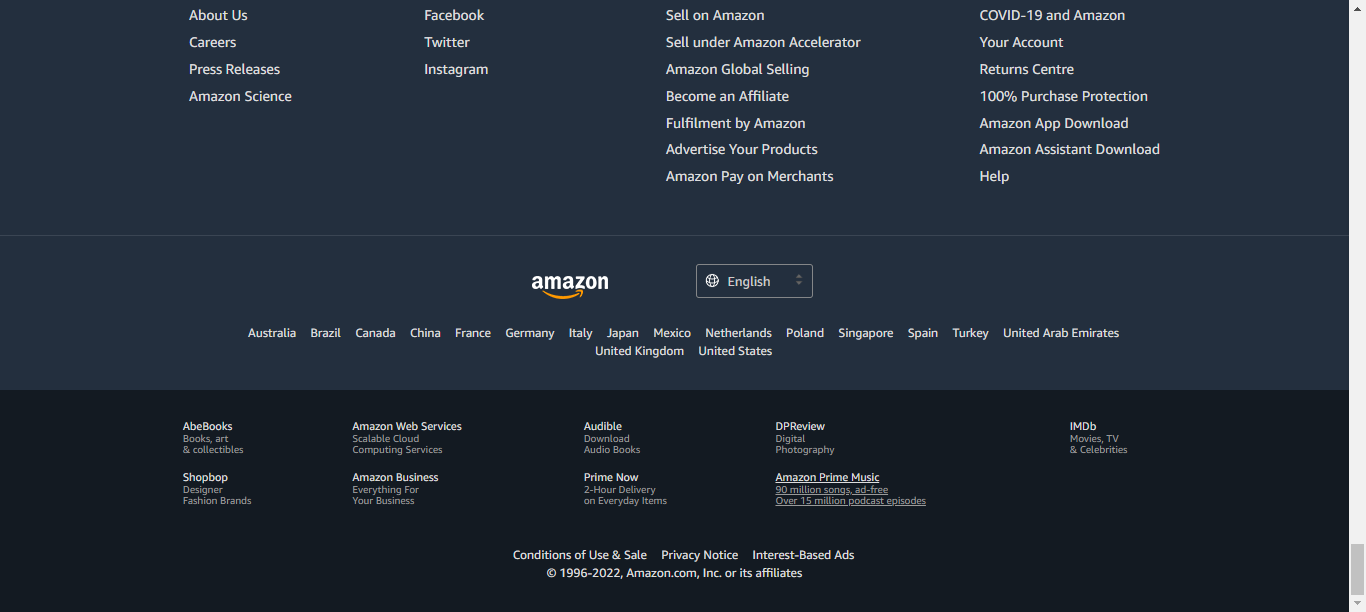 About Us
Careers
Press Releases
Amazon Science
Facebook
Twitter
Instagram
Sell on Amazon
Sell under Amazon Accelerator
Amazon Global Selling
Become an Affiliate
Fulfilment by Amazon
Advertise Your Products
Amazon Pay on Merchants
COVID-19 and Amazon
Your Account
Returns Centre
100% Purchase Protection
Amazon App Download
Amazon Assistant Download
Help
amazon
English
Australia Brazil Canada China France Germany Italy Japan Mexico Netherlands Poland Singapore Spain Turkey United Arab Emirates
United Kingdom United States
AbeBooks
Books, art
& collectibles
Amazon Web Services
Scalable Cloud
Computing Services
Audible
Download
Audio Books
DPReview
Digital
Photography
IMDb
Movies, TV
& Celebrities
Shopbop
Designer
Fashion Brands
Amazon Business
Everything For
Your Business
Prime Now
2-Hour Delivery
on Everyday Items
Amazon Prime Music
90 million songs, ad-free
Over 15 million podcast episodes
Conditions of Use & Sale Privacy Notice Interest-Based Ads
© 1996-2022, Amazon.com, Inc. or its affiliates